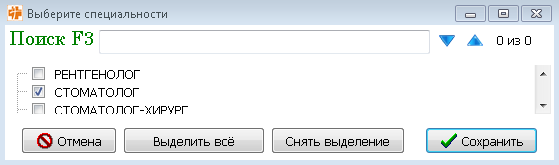 Выберите специальности
Поиск F3 0 из 0
РЕНТГЕНОЛОГ
СТОМАТОЛОГ
СТОМАТОЛОГ-ХИРУРГ
Отмена Выделить всё Снять выделение Сохранить